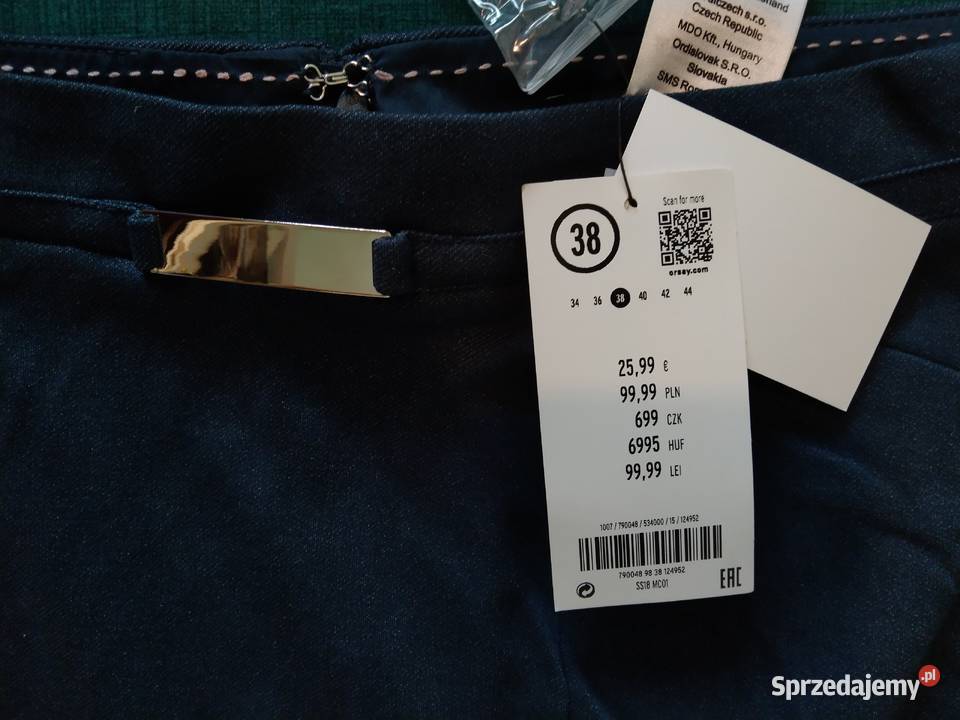 alczech s.r.o.
Czech Republic
MDO Kft., Hungary
Ordislovak S.R.O.
Slovakia
SMS
38
Scan for more
orsay.com
34 36 38 40 42 44
25,99 €
99,99 PLN
699 CZK
6995 HUF
99,99 LEI
1007 / 790048 / 534000 / 15 / 124952
790048 98 38 124952
SS18 MC01
EAC
Sprzedajemy.pl